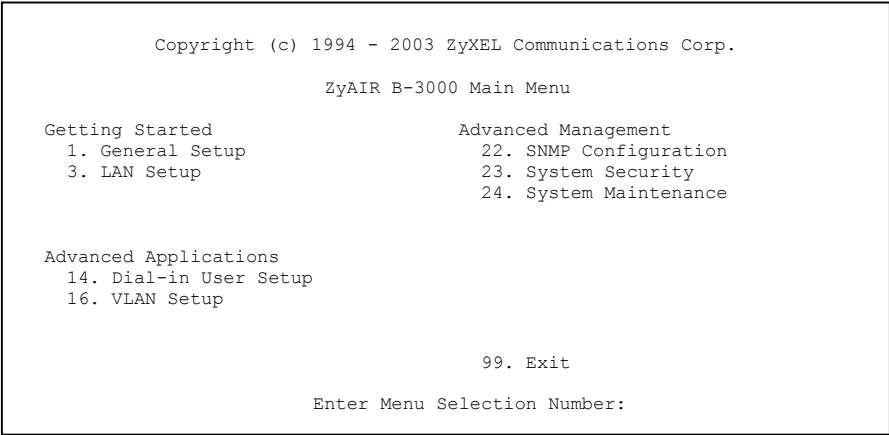 Copyright (c) 1994 - 2003 ZyXEL Communications Corp.
ZyAIR B-3000 Main Menu
Getting Started
1. General Setup
3. LAN Setup
Advanced Management
22. SNMP Configuration
23. System Security
24. System Maintenance
Advanced Applications
14. Dial-in User Setup
16. VLAN Setup
99. Exit
Enter Menu Selection Number: